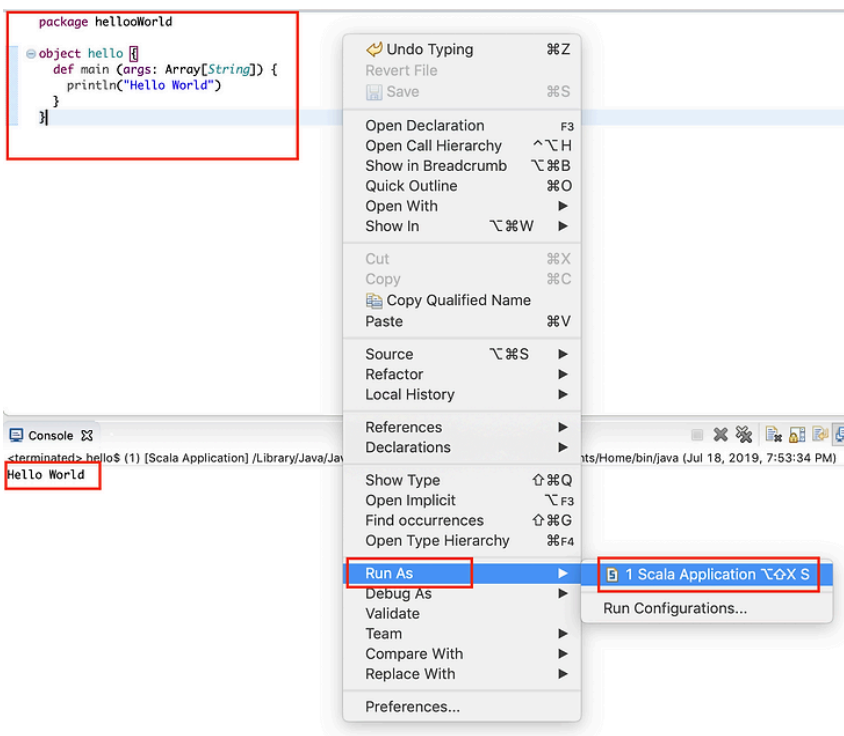 package hellooWorld
object hello {
def main (args: Array[String]) {
println("Hello World")
}
}
Undo Typing ⌘Z
Revert File
Save ⌘S
Open Declaration F3
Open Call Hierarchy ^⌥H
Show in Breadcrumb ⌥⌘B
Quick Outline ⌘O
Open With ▶
Show In ⌥⌘W ▶
Cut ⌘X
Copy ⌘C
Copy Qualified Name
Paste ⌘V
Source ⌥⌘S ▶
Refactor ▶
Local History ▶
References ▶
Declarations ▶
Show Type ⇧⌘Q
Open Implicit ⌥F3
Find occurrences ⇧⌘G
Open Type Hierarchy ⌘F4
Run As ▶
Debug As ▶
Validate
Team ▶
Compare With ▶
Replace With ▶
Preferences...
1 Scala Application ⌥⇧X S
Run Configurations...
Console
<terminated> hello$ (1) [Scala Application] /Library/Java/Jav nts/Home/bin/java (Jul 18, 2019, 7:53:34 PM)
Hello World